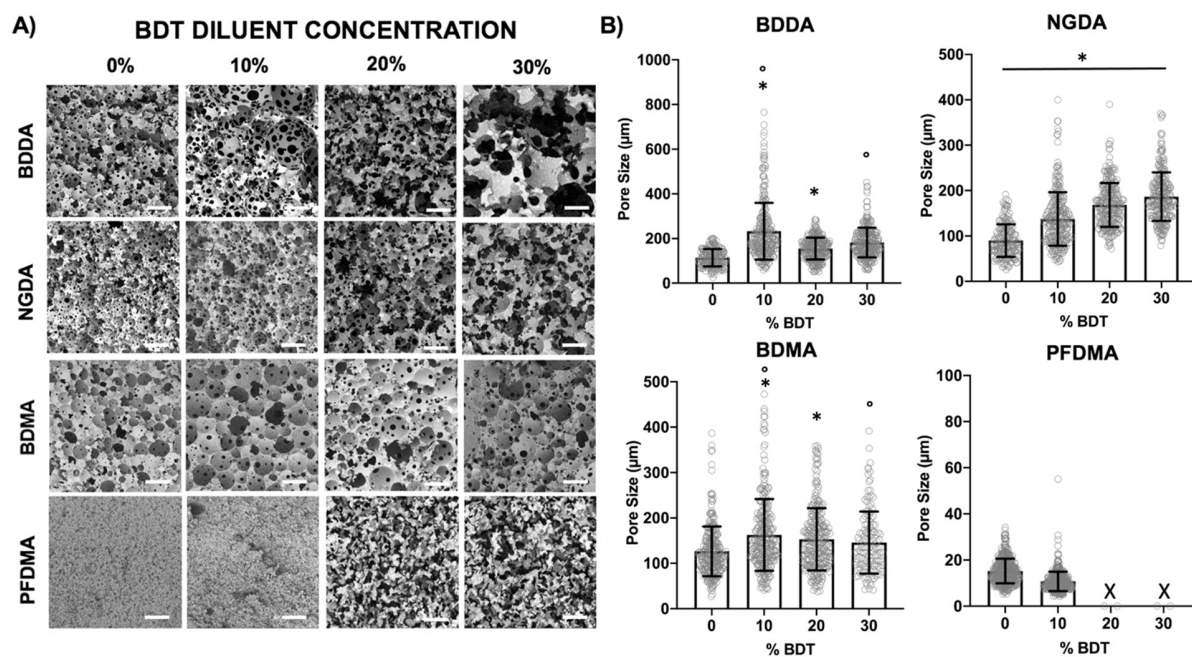 A)
BDT DILUENT CONCENTRATION
0% 10% 20% 30%
BDDA
NGDA
BDMA
PFDMA
B)
BDDA
Pore Size (µm)
1000
800
600
400
200
0
°
*
*
°
0 10 20 30
% BDT
NGDA
Pore Size (µm)
500
400
300
200
100
0
*
0 10 20 30
% BDT
BDMA
Pore Size (µm)
500
400
300
200
100
0
°
*
*
°
0 10 20 30
% BDT
PFDMA
Pore Size (µm)
100
80
60
40
20
0
X X
0 10 20 30
% BDT